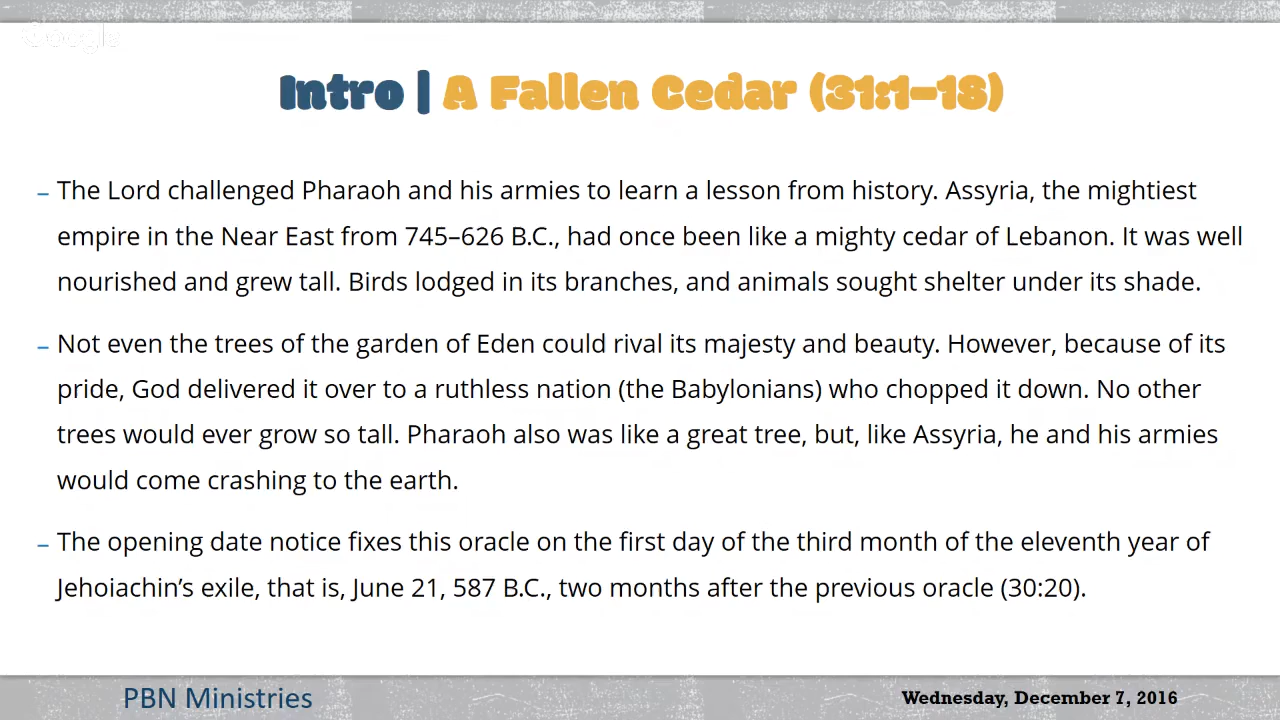 Google
Intro | A Fallen Cedar (31:1–18)
– The Lord challenged Pharaoh and his armies to learn a lesson from history. Assyria, the mightiest
empire in the Near East from 745–626 B.C., had once been like a mighty cedar of Lebanon. It was well
nourished and grew tall. Birds lodged in its branches, and animals sought shelter under its shade.
– Not even the trees of the garden of Eden could rival its majesty and beauty. However, because of its
pride, God delivered it over to a ruthless nation (the Babylonians) who chopped it down. No other
trees would ever grow so tall. Pharaoh also was like a great tree, but, like Assyria, he and his armies
would come crashing to the earth.
– The opening date notice fixes this oracle on the first day of the third month of the eleventh year of
Jehoiachin’s exile, that is, June 21, 587 B.C., two months after the previous oracle (30:20).
PBN Ministries
Wednesday, December 7, 2016